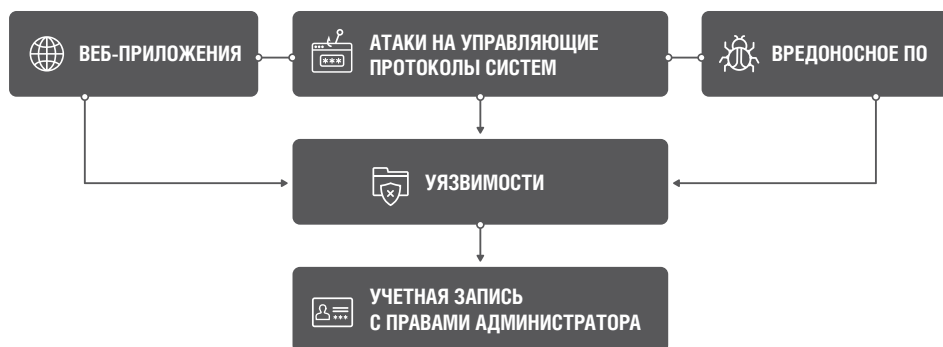 ВЕБ-ПРИЛОЖЕНИЯ
***
АТАКИ НА УПРАВЛЯЮЩИЕ
ПРОТОКОЛЫ СИСТЕМ
ВРЕДОНОСНОЕ ПО
УЯЗВИМОСТИ
***
УЧЕТНАЯ ЗАПИСЬ
С ПРАВАМИ АДМИНИСТРАТОРА